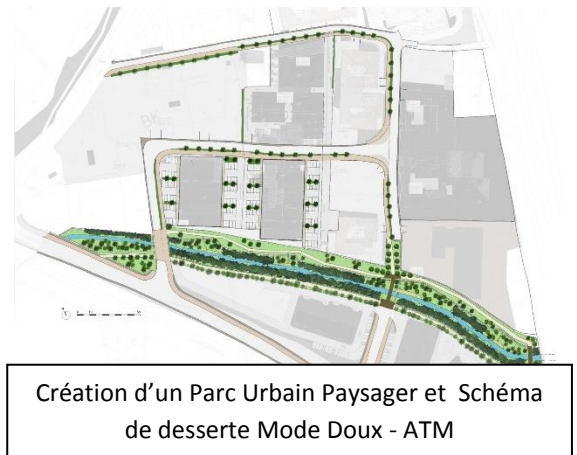 Création d’un Parc Urbain Paysager et Schéma
de desserte Mode Doux - ATM